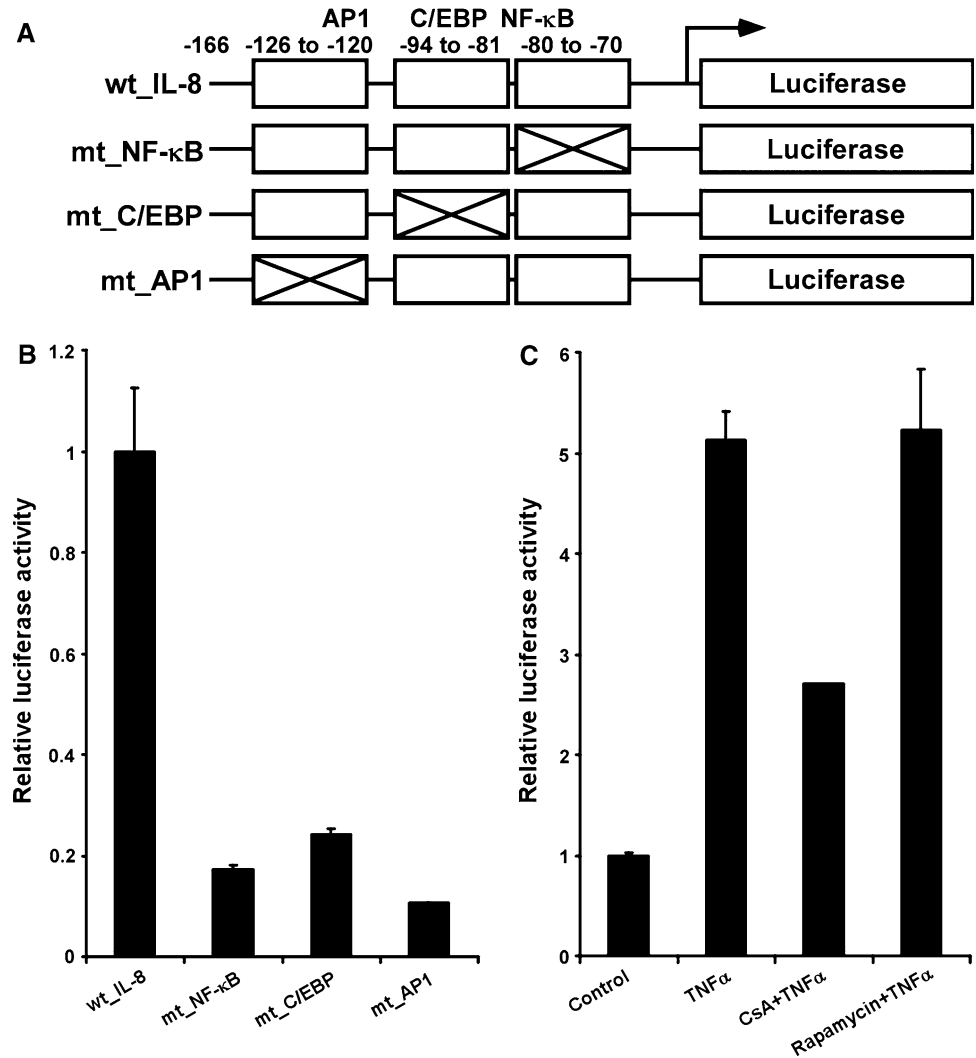 A
AP1 C/EBP NF-κB
-166 -126 to -120 -94 to -81 -80 to -70
wt_IL-8 Luciferase
mt_NF-κB Luciferase
mt_C/EBP Luciferase
mt_AP1 Luciferase
B
Relative luciferase activity
1.2
1
0.8
0.6
0.4
0.2
0
wt_IL-8 mt_NF-κB mt_C/EBP mt_AP1
C
Relative luciferase activity
6
5
4
3
2
1
0
Control TNFα CsA+TNFα Rapamycin+TNFα